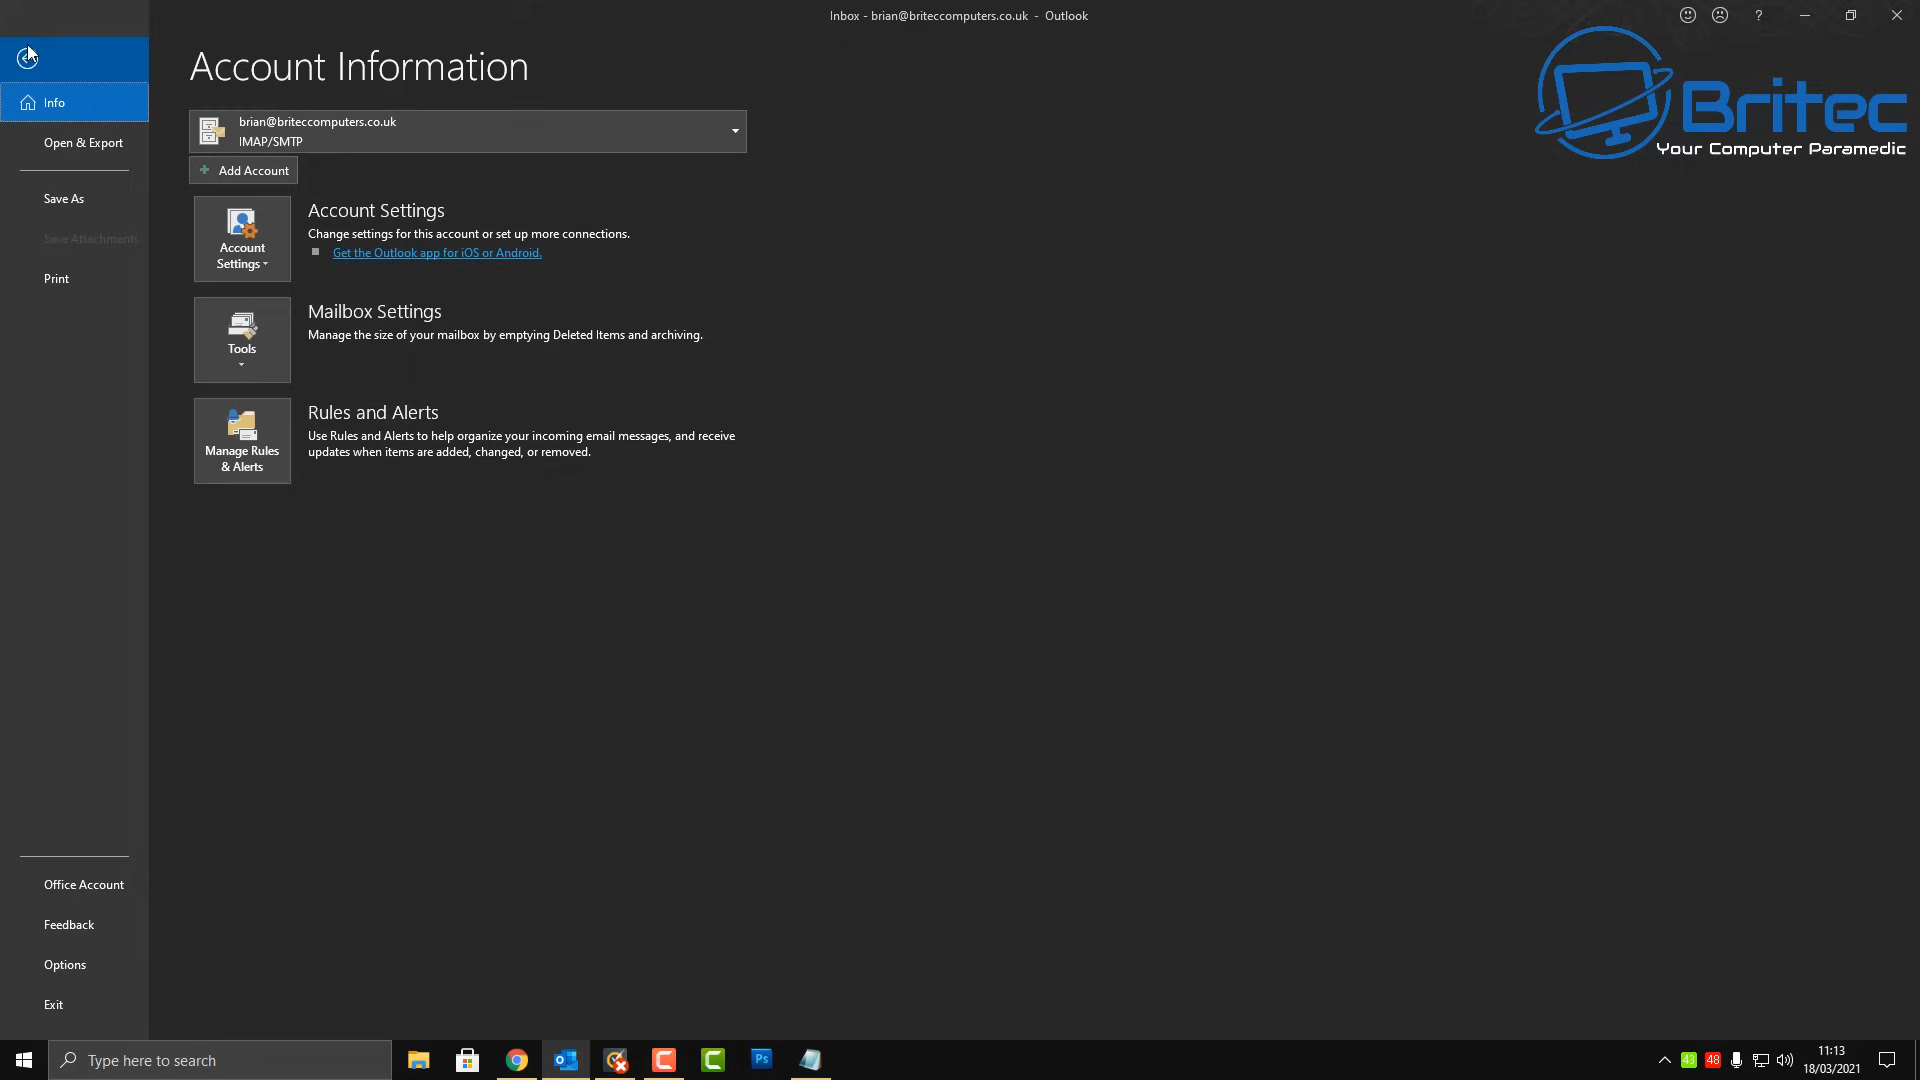 Inbox - brian@briteccomputers.co.uk - Outlook
?
Britec
Your Computer Paramedic
Info
Open & Export
Save As
Save Attachments
Print
Office Account
Feedback
Options
Exit
Account Information
brian@briteccomputers.co.uk
IMAP/SMTP
Add Account
Account
Settings
Account Settings
Change settings for this account or set up more connections.
Get the Outlook app for iOS or Android.
Tools
Mailbox Settings
Manage the size of your mailbox by emptying Deleted Items and archiving.
Manage Rules
& Alerts
Rules and Alerts
Use Rules and Alerts to help organize your incoming email messages, and receive
updates when items are added, changed, or removed.
Type here to search
Ps
43
48
11:13
18/03/2021